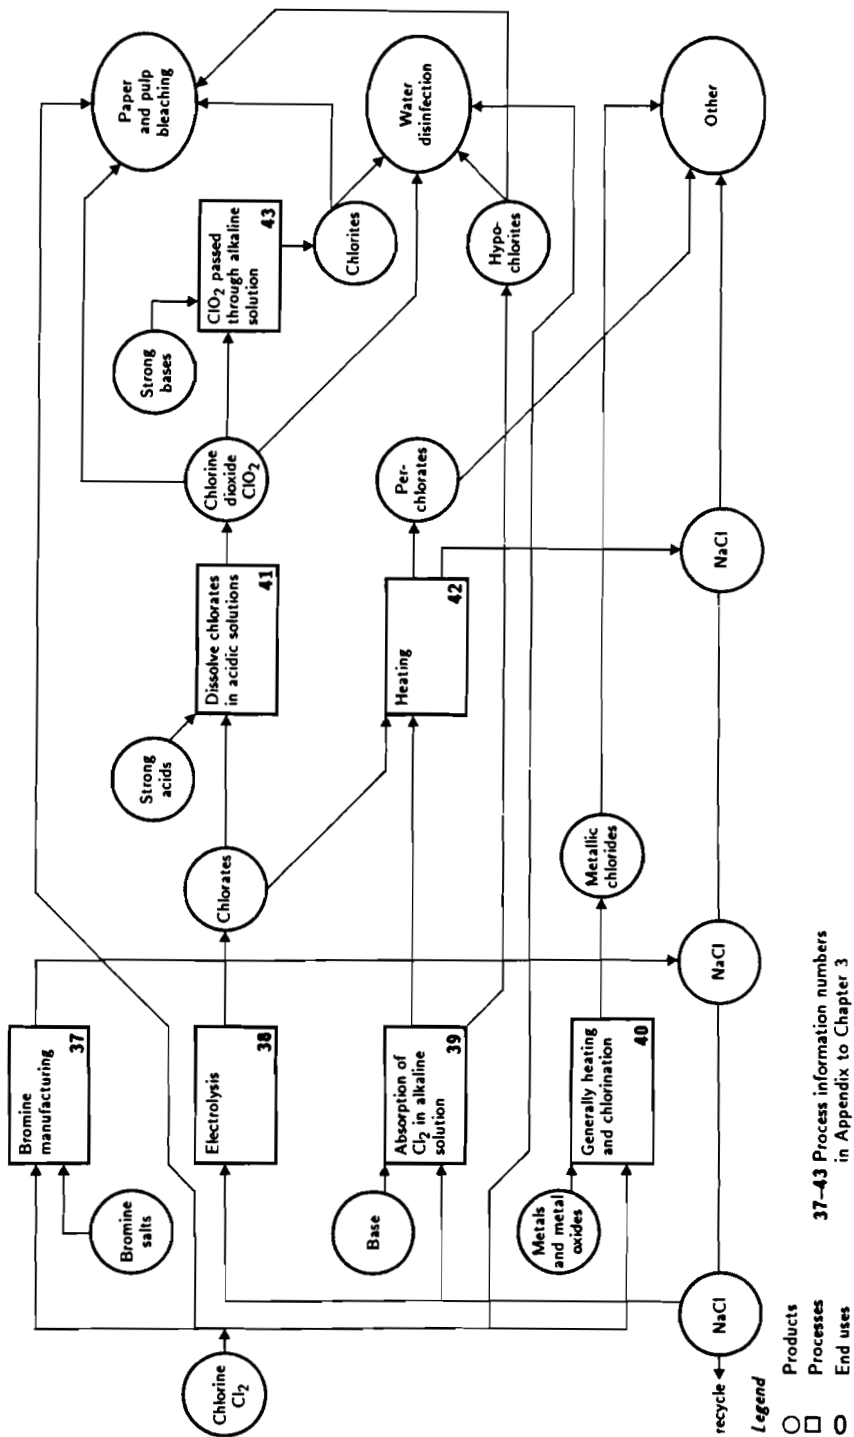 Chlorine
Cl2
Bromine
salts
Bromine
manufacturing
37
Electrolysis
38
Base
Absorption of
Cl2 in alkaline
solution
39
Metals
and metal
oxides
Generally heating
and chlorination
40
Chlorates
Strong
acids
Dissolve chlorates
in acidic solutions
41
Heating
42
Metallic
chlorides
Chlorine
dioxide
ClO2
Per-
chlorates
Strong
bases
ClO2 passed
through alkaline
solution
43
Chlorites
Hypo-
chlorites
Paper
and pulp
bleaching
Water
disinfection
Other
recycle
NaCl
NaCl
NaCl
Legend
Products
Processes
End uses
37–43 Process information numbers
in Appendix to Chapter 3